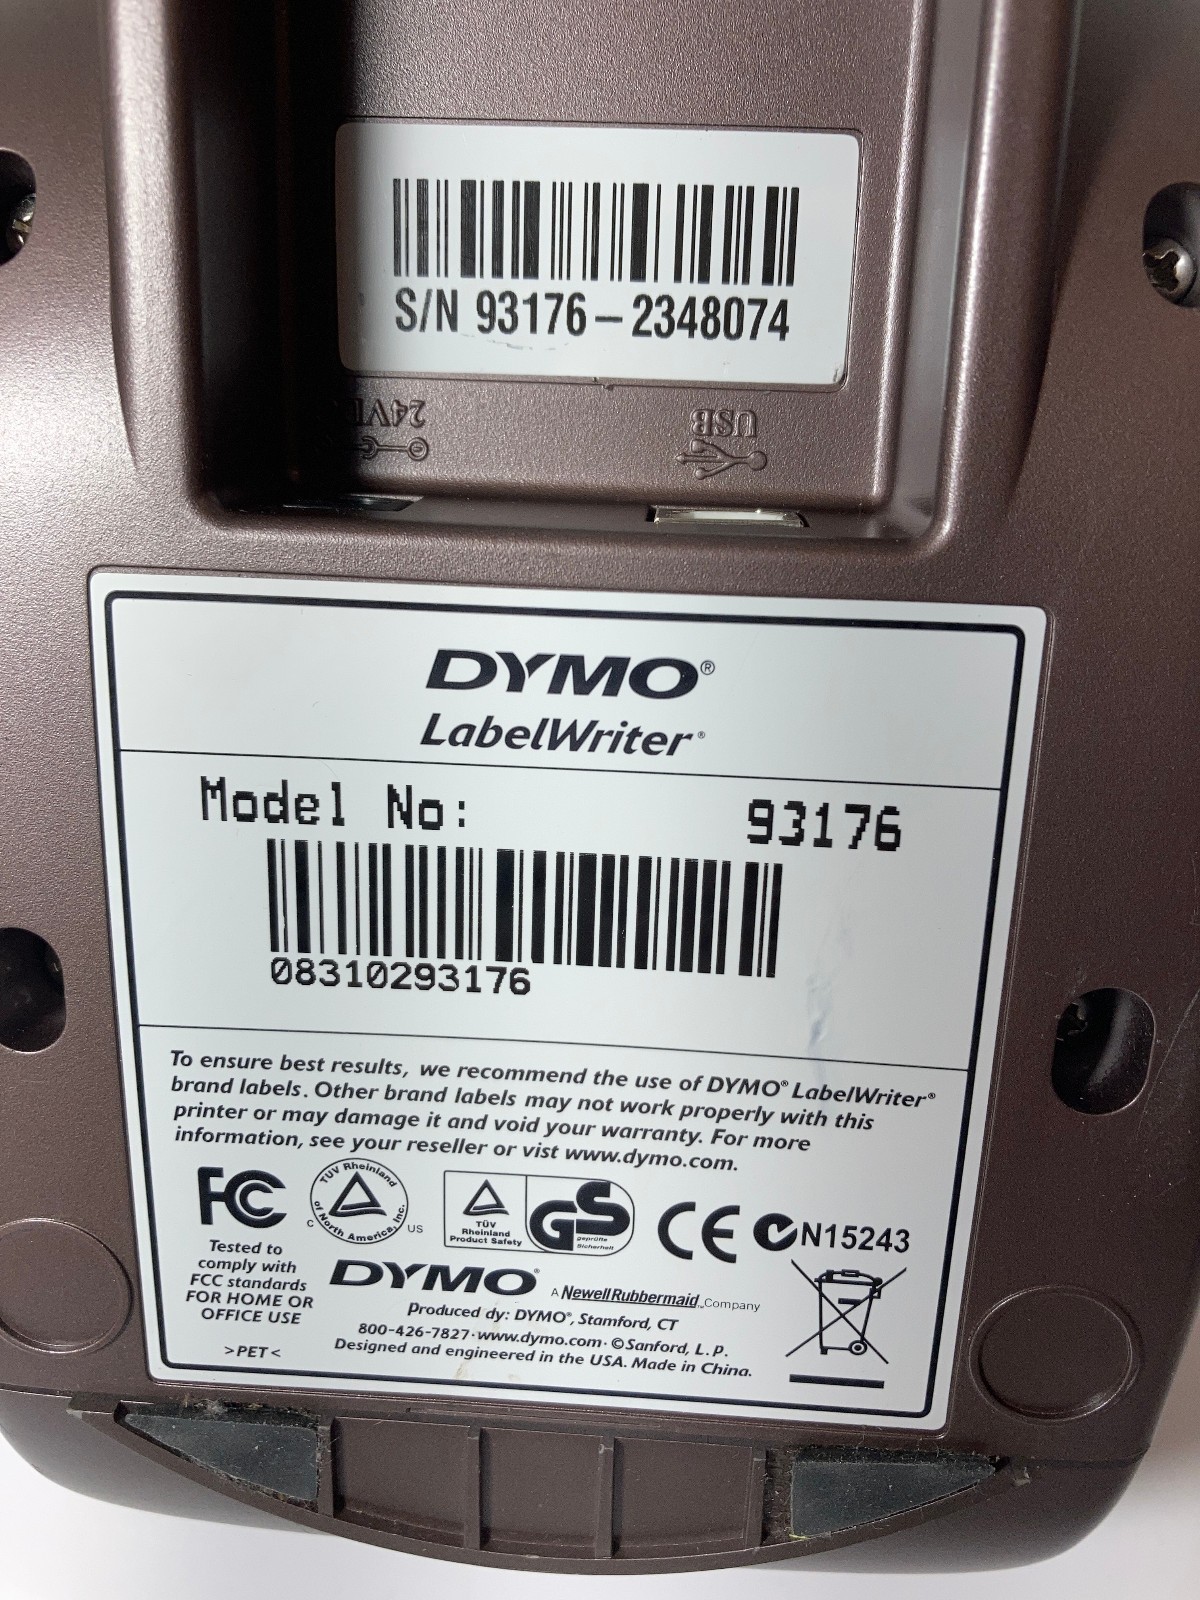 S/N 93176-2348074
24VD
USB
DYMO®
LabelWriter®
Model No: 93176
08310293176
To ensure best results, we recommend the use of DYMO® LabelWriter®
brand labels. Other brand labels may not work properly with this
printer or may damage it and void your warranty. For more
information, see your reseller or vist www.dymo.com.
FC
TUV Rheinland
of North America, Inc.
C US
TÜV
Rheinland
Product Safety
GS
geprüfte
Sicherheit
CE
N15243
Tested to
comply with
FCC standards
FOR HOME OR
OFFICE USE
>PET<
DYMO®
A NewellRubbermaid Company
Produced dy: DYMO®, Stamford, CT
800-426-7827·www.dymo.com·©Sanford, L.P.
Designed and engineered in the USA. Made in China.